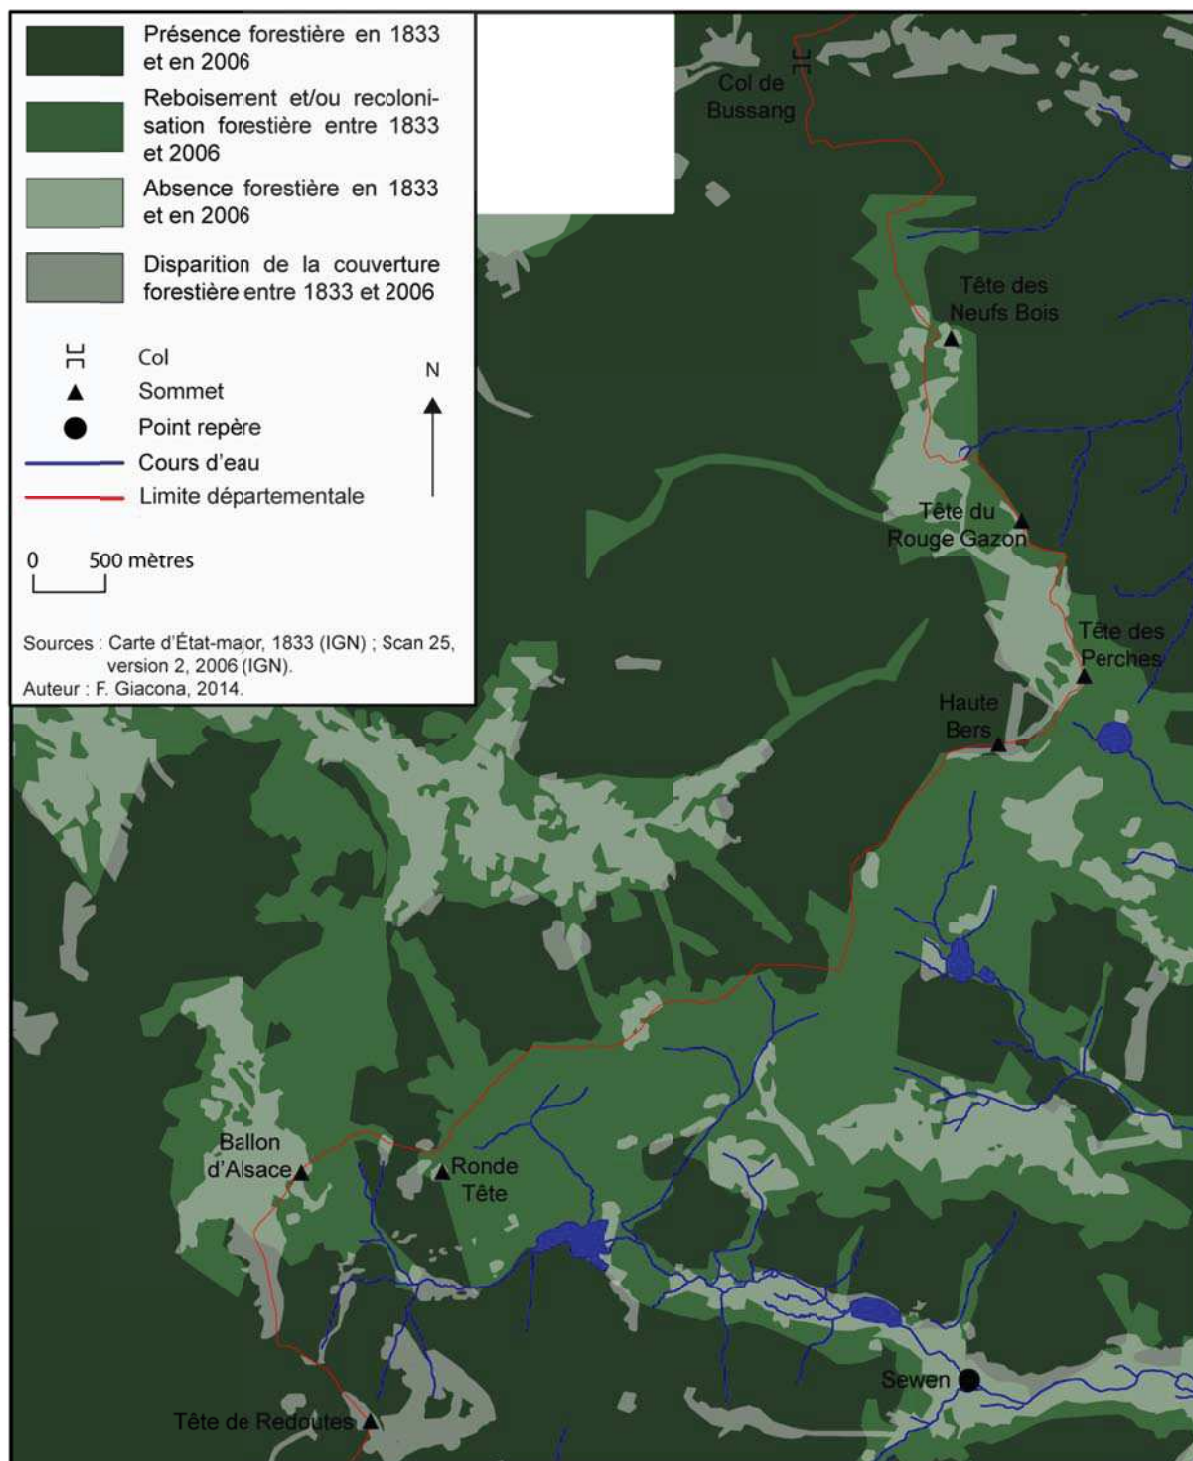 Présence forestière en 1833
et en 2006
Reboisement et/ou recoloni-
sation forestière entre 1833
et 2006
Absence forestière en 1833
et en 2006
Disparition de la couverture
forestière entre 1833 et 2006
Col
Sommet
N
Point repère
Cours d'eau
Limite départementale
0 500 mètres
Sources : Carte d'État-major, 1833 (IGN) ; Scan 25,
version 2, 2006 (IGN).
Auteur : F. Giacona, 2014.
Col de
Bussang
Tête des
Neufs Bois
Tête du
Rouge Gazon
Tête des
Perches
Haute
Bers
Ballon
d'Alsace
Ronde
Tête
Sewen
Tête de Redoutes